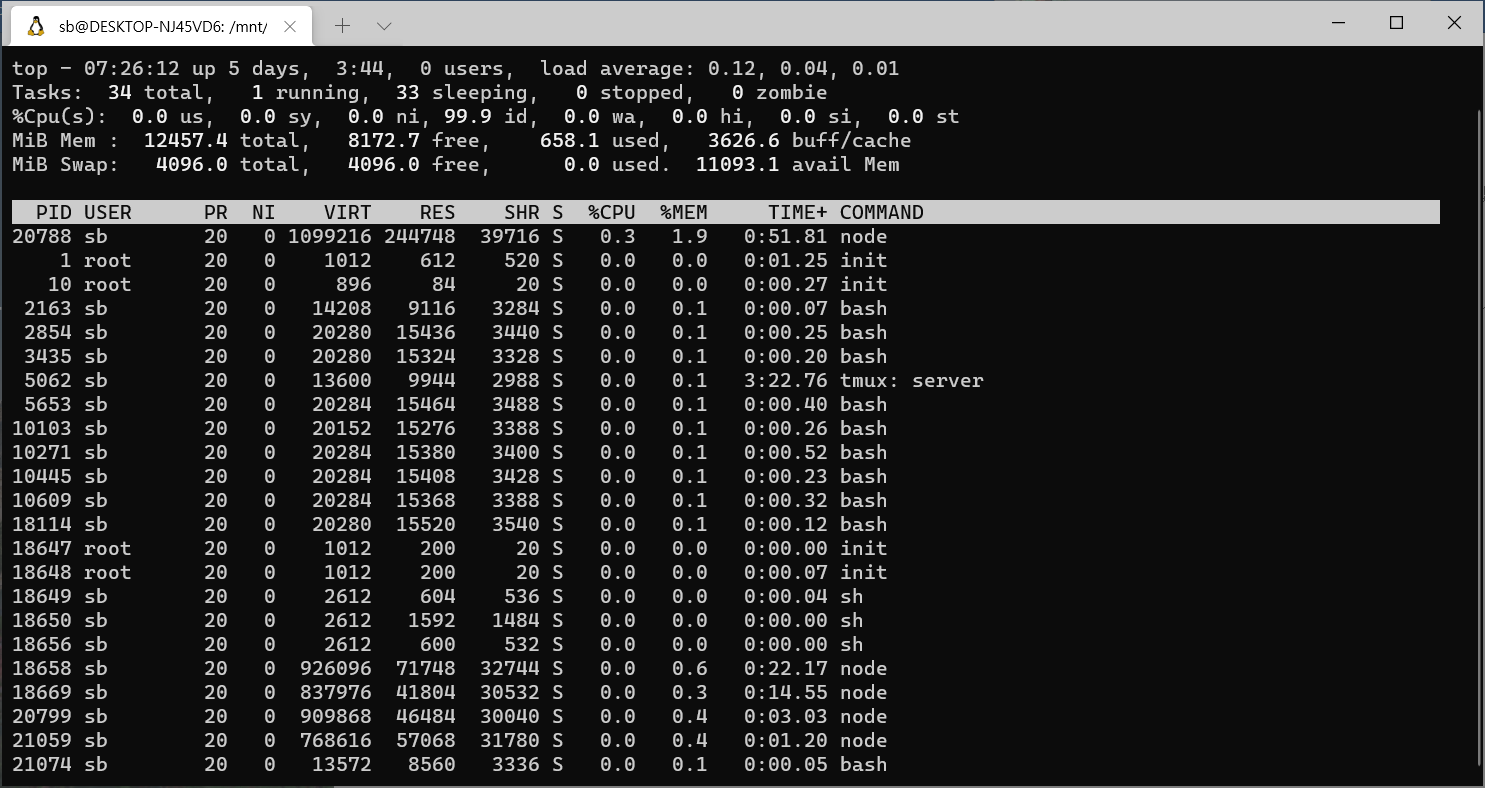 sb@DESKTOP-NJ45VD6: /mnt/
top - 07:26:12 up 5 days,  3:44,  0 users,  load average: 0.12, 0.04, 0.01
Tasks:  34 total,   1 running,  33 sleeping,   0 stopped,   0 zombie
%Cpu(s):  0.0 us,  0.0 sy,  0.0 ni, 99.9 id,  0.0 wa,  0.0 hi,  0.0 si,  0.0 st
MiB Mem :  12457.4 total,   8172.7 free,    658.1 used,   3626.6 buff/cache
MiB Swap:   4096.0 total,   4096.0 free,      0.0 used.  11093.1 avail Mem
  PID USER      PR  NI    VIRT    RES    SHR S  %CPU  %MEM     TIME+ COMMAND
20788 sb        20   0 1099216 244748  39716 S   0.3   1.9   0:51.81 node
    1 root      20   0    1012    612    520 S   0.0   0.0   0:01.25 init
   10 root      20   0     896     84     20 S   0.0   0.0   0:00.27 init
 2163 sb        20   0   14208   9116   3284 S   0.0   0.1   0:00.07 bash
 2854 sb        20   0   20280  15436   3440 S   0.0   0.1   0:00.25 bash
 3435 sb        20   0   20280  15324   3328 S   0.0   0.1   0:00.20 bash
 5062 sb        20   0   13600   9944   2988 S   0.0   0.1   3:22.76 tmux: server
 5653 sb        20   0   20284  15464   3488 S   0.0   0.1   0:00.40 bash
10103 sb        20   0   20152  15276   3388 S   0.0   0.1   0:00.26 bash
10271 sb        20   0   20284  15380   3400 S   0.0   0.1   0:00.52 bash
10445 sb        20   0   20284  15408   3428 S   0.0   0.1   0:00.23 bash
10609 sb        20   0   20284  15368   3388 S   0.0   0.1   0:00.32 bash
18114 sb        20   0   20280  15520   3540 S   0.0   0.1   0:00.12 bash
18647 root      20   0    1012    200     20 S   0.0   0.0   0:00.00 init
18648 root      20   0    1012    200     20 S   0.0   0.0   0:00.07 init
18649 sb        20   0    2612    604    536 S   0.0   0.0   0:00.04 sh
18650 sb        20   0    2612   1592   1484 S   0.0   0.0   0:00.00 sh
18656 sb        20   0    2612    600    532 S   0.0   0.0   0:00.00 sh
18658 sb        20   0  926096  71748  32744 S   0.0   0.6   0:22.17 node
18669 sb        20   0  837976  41804  30532 S   0.0   0.3   0:14.55 node
20799 sb        20   0  909868  46484  30040 S   0.0   0.4   0:03.03 node
21059 sb        20   0  768616  57068  31780 S   0.0   0.4   0:01.20 node
21074 sb        20   0   13572   8560   3336 S   0.0   0.1   0:00.05 bash